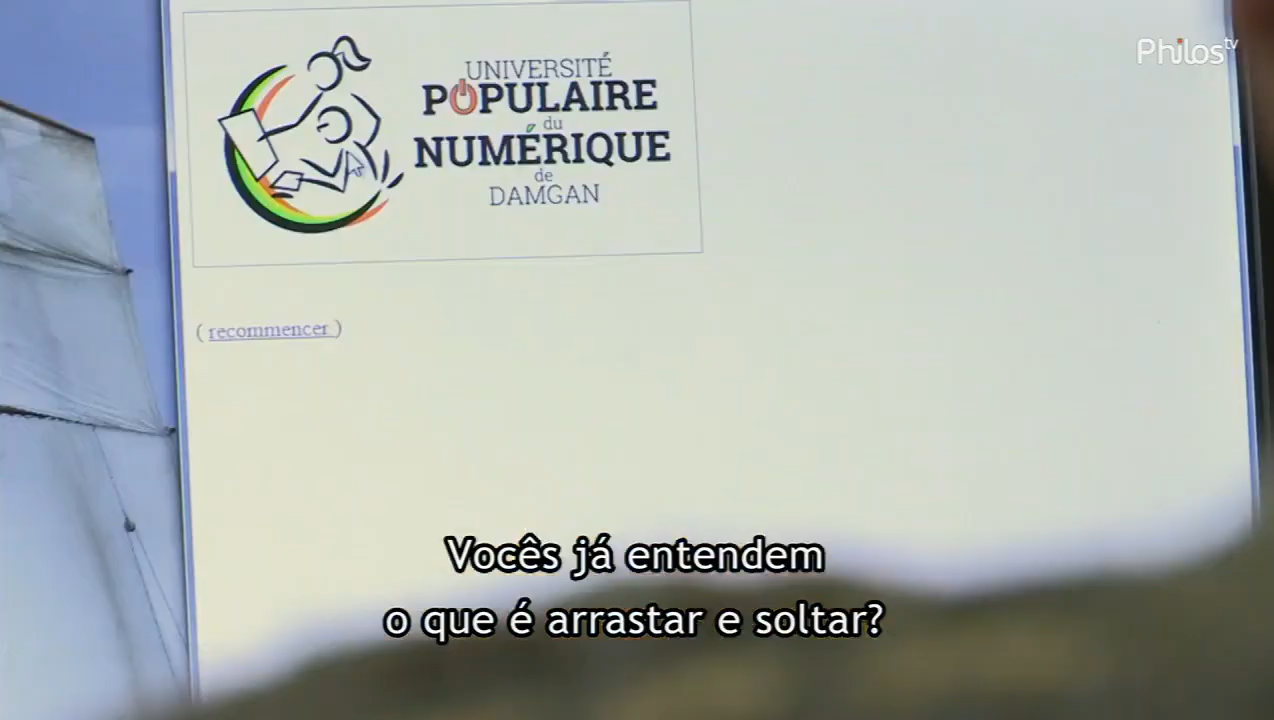 Philos tv
UNIVERSITÉ
POPULAIRE
du
NUMÉRIQUE
de
DAMGAN
( recommencer )
Vocês já entendem
o que é arrastar e soltar?